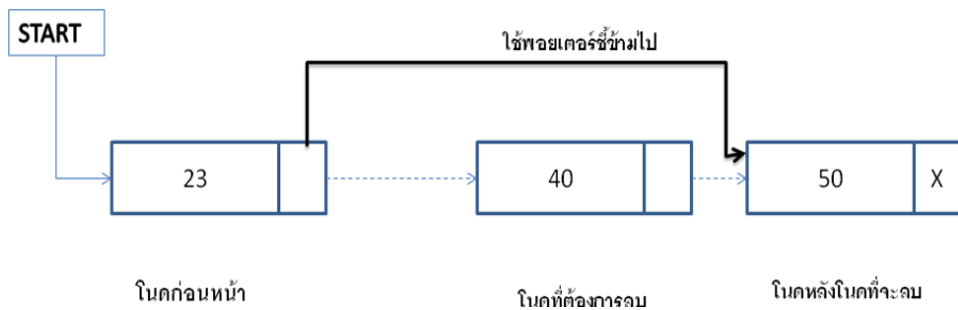 START
ใช้พอยเตอร์ชี้ข้ามไป
23
40
50
X
โนดก่อนหน้า
โนดที่ต้องการลบ
โนดหลังโนดที่จะลบ